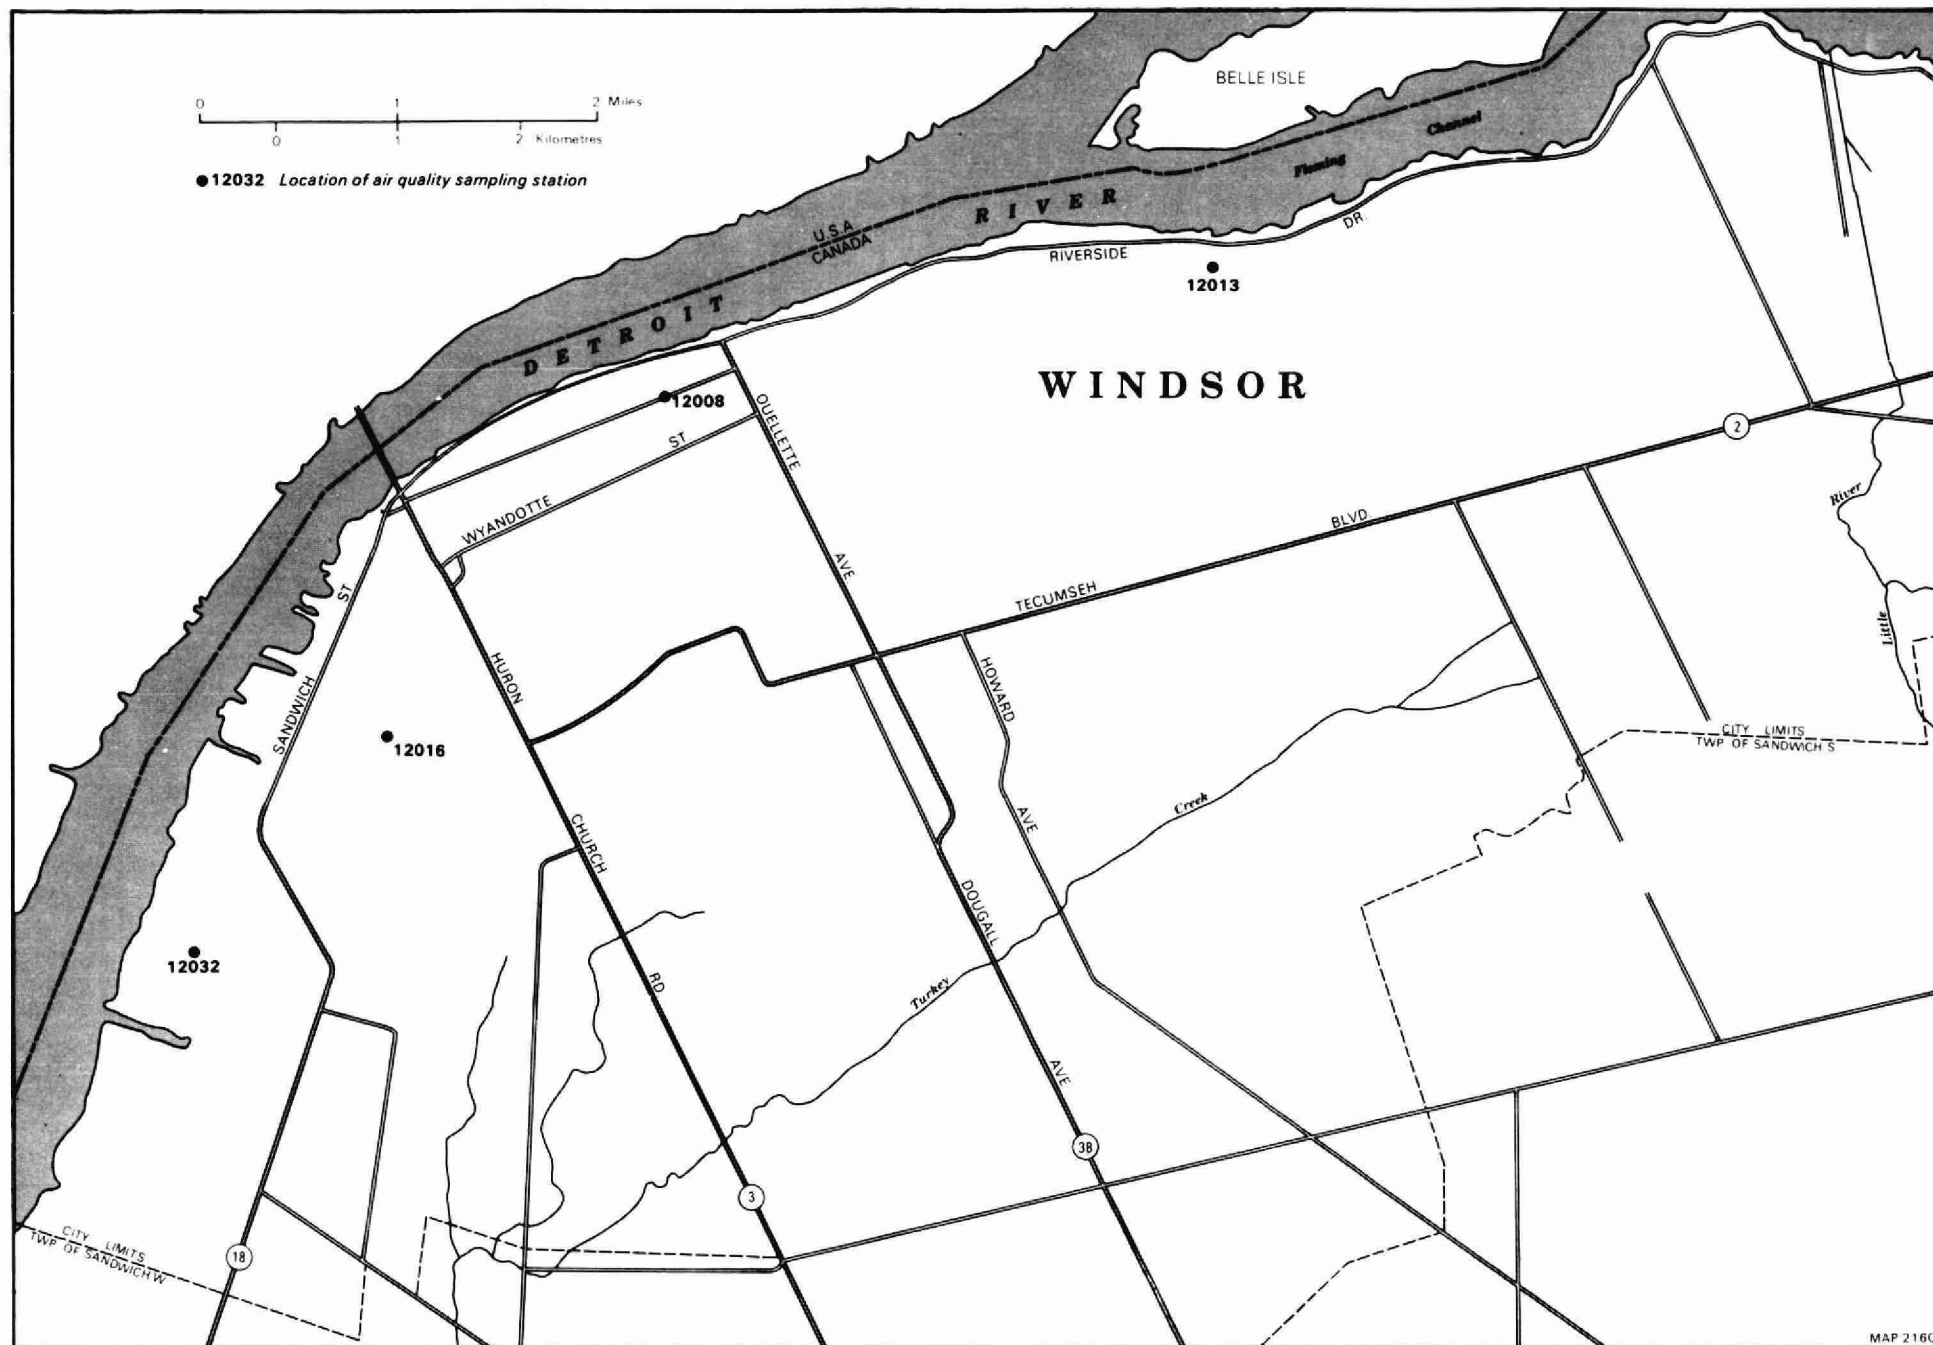 BELLE ISLE
0 1 2 Miles
0 1 2 Kilometres
12032 Location of air quality sampling station
Fleming Channel
U.S.A
CANADA
DETROIT RIVER
RIVERSIDE DR.
12013
WINDSOR
12008
OUELLETTE AVE
WYANDOTTE ST
2
TECUMSEH BLVD.
River
Little
SANDWICH ST
HURON CHURCH RD
HOWARD AVE
12016
CITY LIMITS
TWP OF SANDWICH S
Turkey Creek
DOUGALL AVE
12032
3B
3
18
CITY LIMITS
TWP OF SANDWICH W